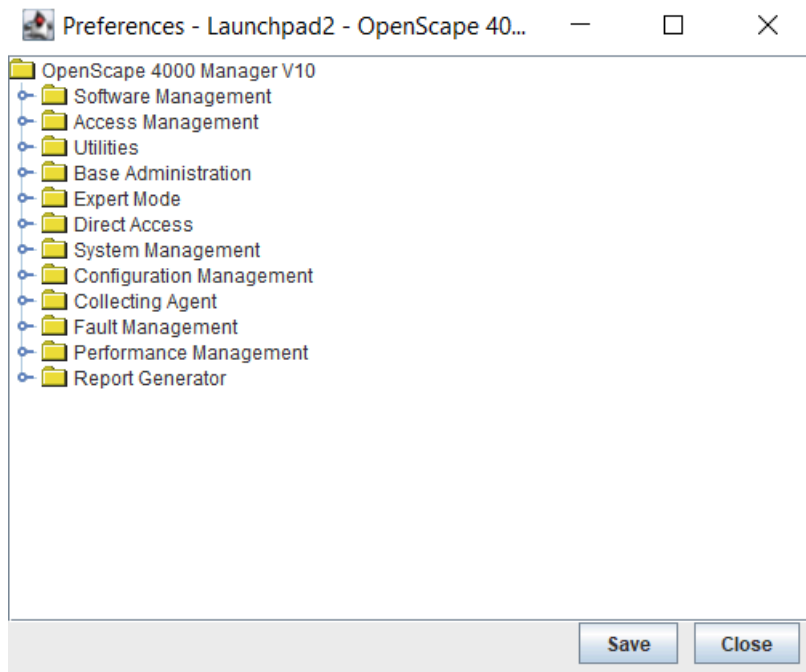 Preferences - Launchpad2 - OpenScape 40...
OpenScape 4000 Manager V10
Software Management
Access Management
Utilities
Base Administration
Expert Mode
Direct Access
System Management
Configuration Management
Collecting Agent
Fault Management
Performance Management
Report Generator
Save Close